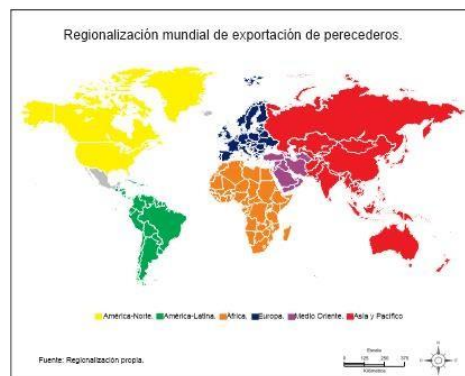 Regionalización mundial de exportación de perecederos.
América-Norte. América-Latina. África. Europa. Medio Oriente. Asia y Pacífico
Fuente: Regionalización propia.
Escala
Kilómetros